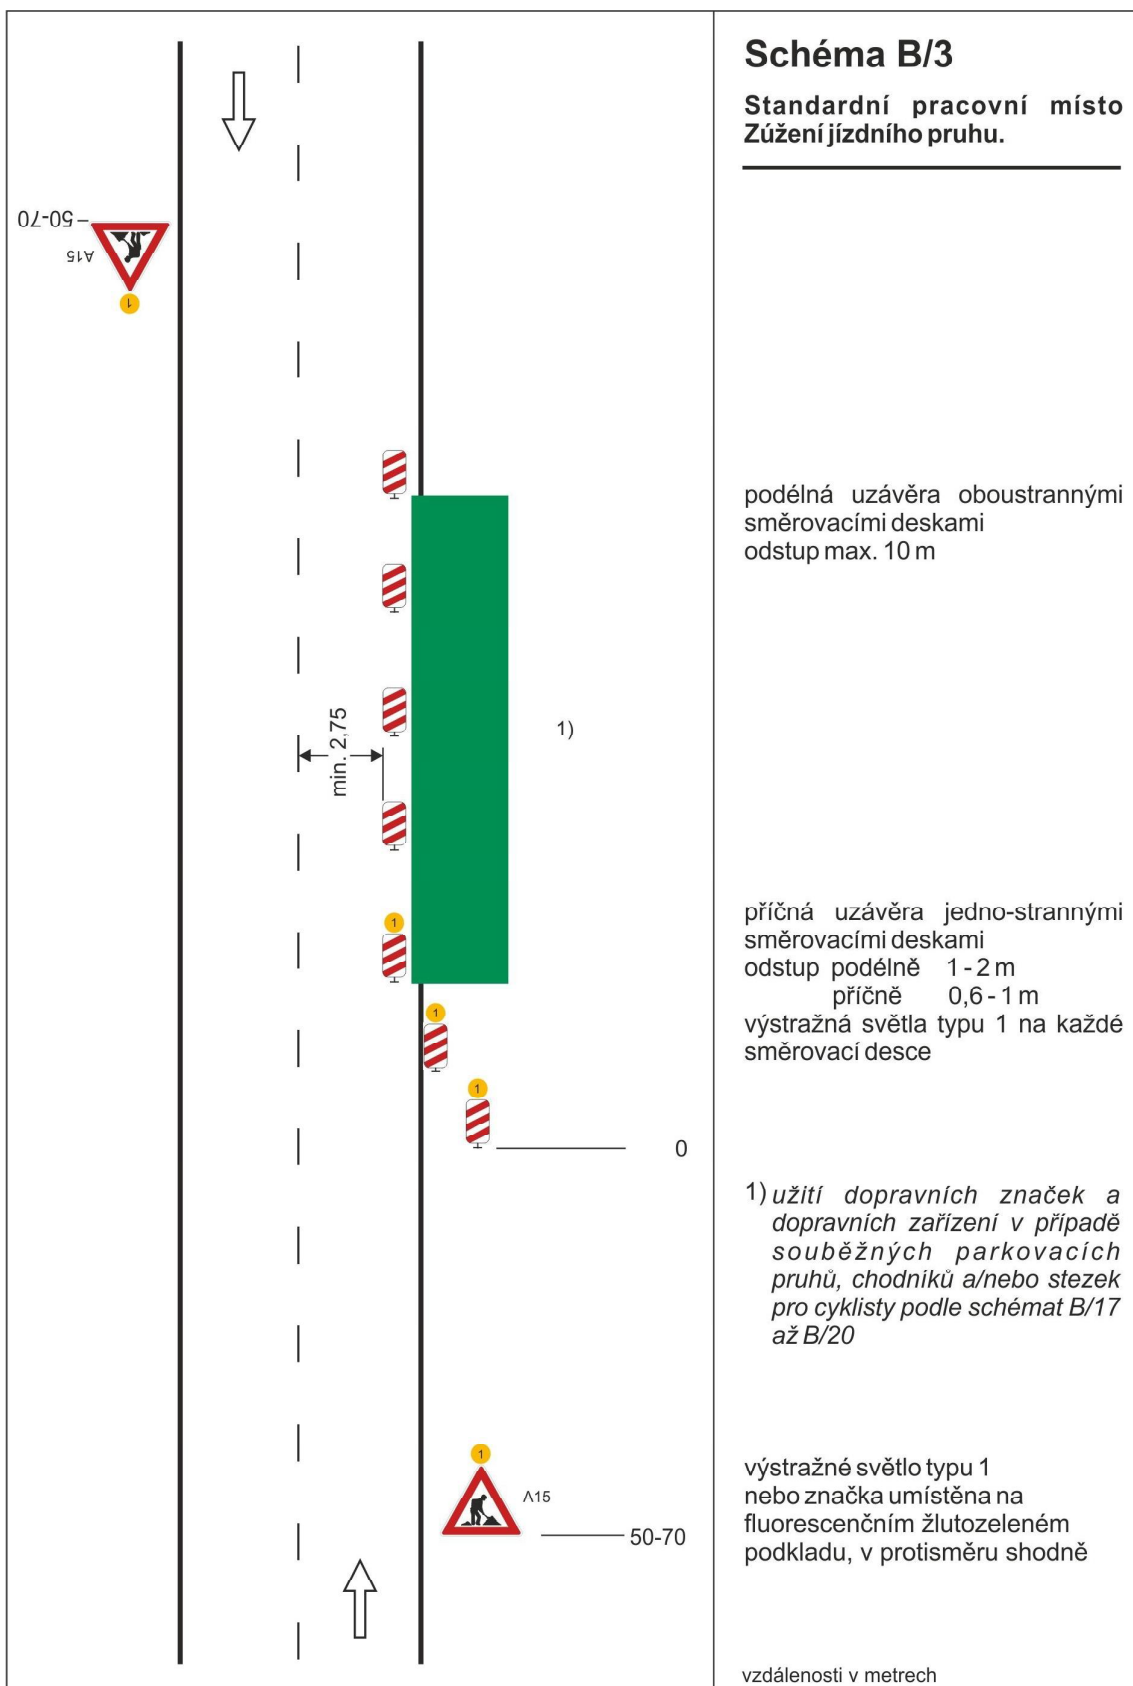 Schéma B/3
Standardní pracovní místo
Zúžení jízdního pruhu.
50-70
A15
1
podélná uzávěra oboustrannými
směrovacími deskami
odstup max. 10 m
min. 2,75
1)
1
příčná uzávěra jedno-strannými
směrovacími deskami
odstup podélně 1 - 2 m
příčně 0,6 - 1 m
výstražná světla typu 1 na každé
směrovací desce
1
1
0
1) užití dopravních značek a
dopravních zařízení v případě
souběžných parkovacích
pruhů, chodníků a/nebo stezek
pro cyklisty podle schémat B/17
až B/20
1
A15
50-70
výstražné světlo typu 1
nebo značka umístěna na
fluorescenčním žlutozeleném
podkladu, v protisměru shodně
vzdálenosti v metrech